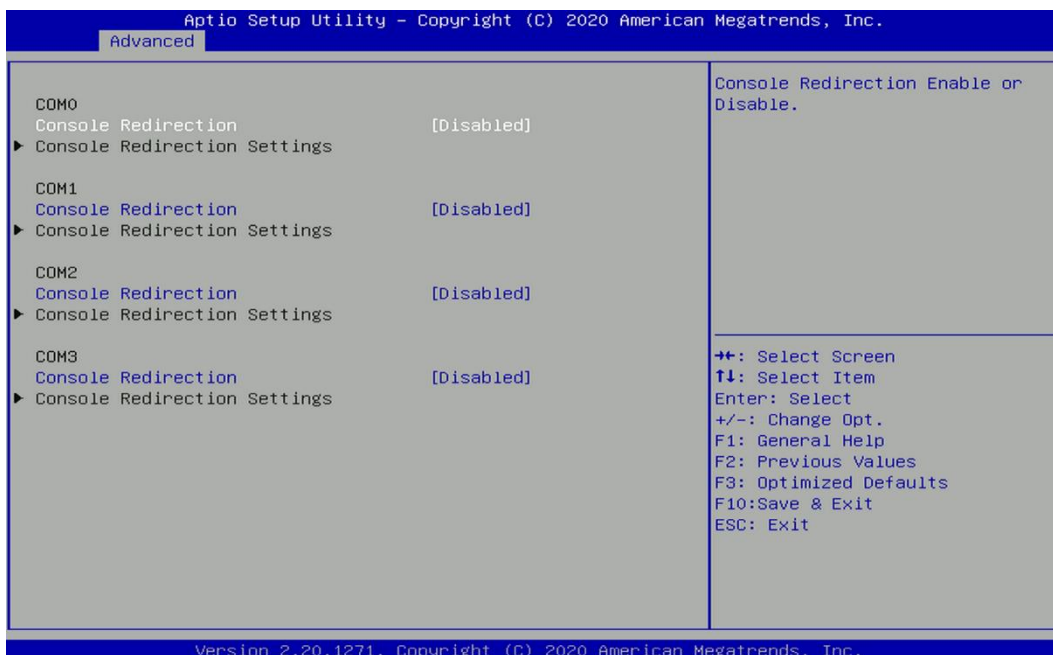 Aptio Setup Utility – Copyright (C) 2020 American Megatrends, Inc.
Advanced
COM0
Console Redirection [Disabled]
► Console Redirection Settings
COM1
Console Redirection [Disabled]
► Console Redirection Settings
COM2
Console Redirection [Disabled]
► Console Redirection Settings
COM3
Console Redirection [Disabled]
► Console Redirection Settings
Console Redirection Enable or
Disable.
→←: Select Screen
↑↓: Select Item
Enter: Select
+/-: Change Opt.
F1: General Help
F2: Previous Values
F3: Optimized Defaults
F10:Save & Exit
ESC: Exit
Version 2.20.1271. Copyright (C) 2020 American Megatrends, Inc.